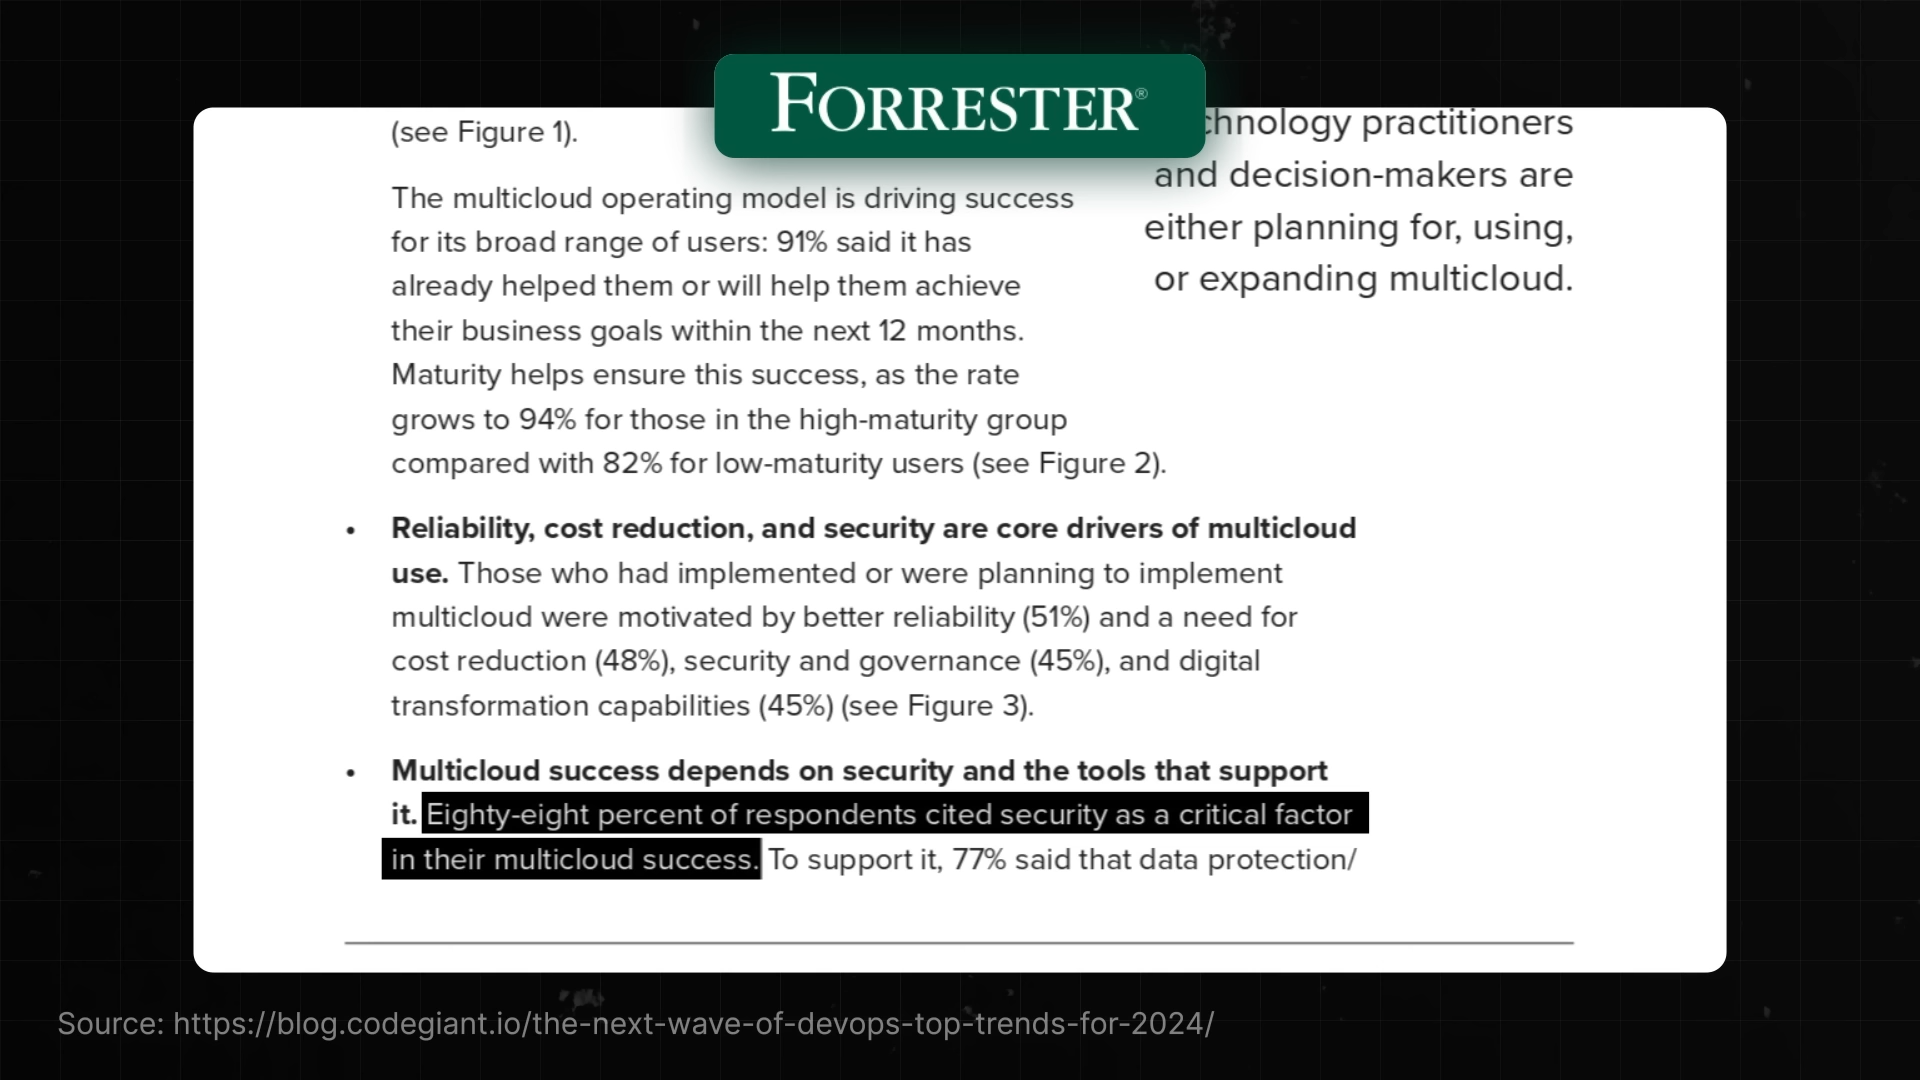 FORRESTER®
(see Figure 1).
The multicloud operating model is driving success
for its broad range of users: 91% said it has
already helped them or will help them achieve
their business goals within the next 12 months.
Maturity helps ensure this success, as the rate
grows to 94% for those in the high-maturity group
compared with 82% for low-maturity users (see Figure 2).
practitioners
and decision-makers are
either planning for, using,
or expanding multicloud.
• Reliability, cost reduction, and security are core drivers of multicloud
use. Those who had implemented or were planning to implement
multicloud were motivated by better reliability (51%) and a need for
cost reduction (48%), security and governance (45%), and digital
transformation capabilities (45%) (see Figure 3).
• Multicloud success depends on security and the tools that support
it. Eighty-eight percent of respondents cited security as a critical factor
in their multicloud success. To support it, 77% said that data protection/
Source: https://blog.codegiant.io/the-next-wave-of-devops-top-trends-for-2024/